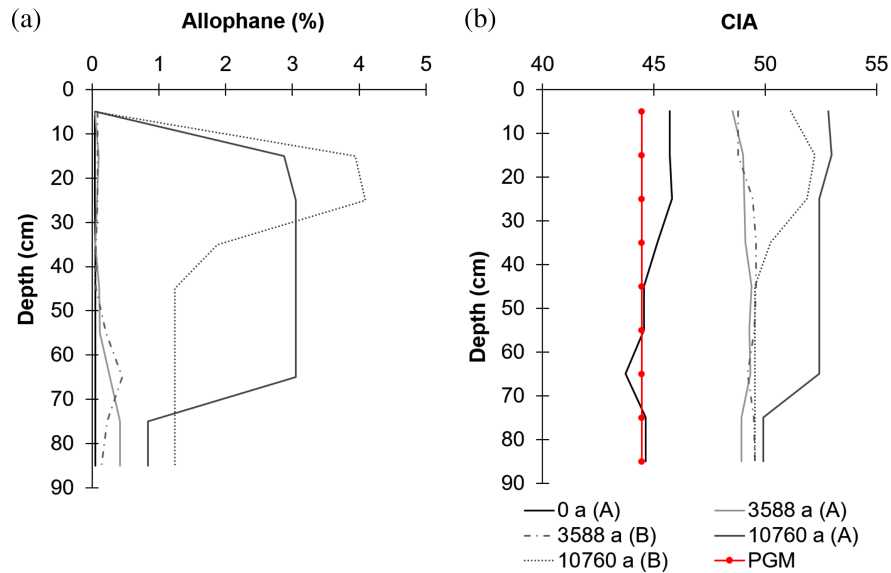 (a)
Allophane (%)
0 1 2 3 4 5
0
10
20
30
40
50
60
70
80
90
Depth (cm)
(b)
CIA
40 45 50 55
0
10
20
30
40
50
60
70
80
90
Depth (cm)
0 a (A) 3588 a (A)
3588 a (B) 10760 a (A)
10760 a (B) PGM